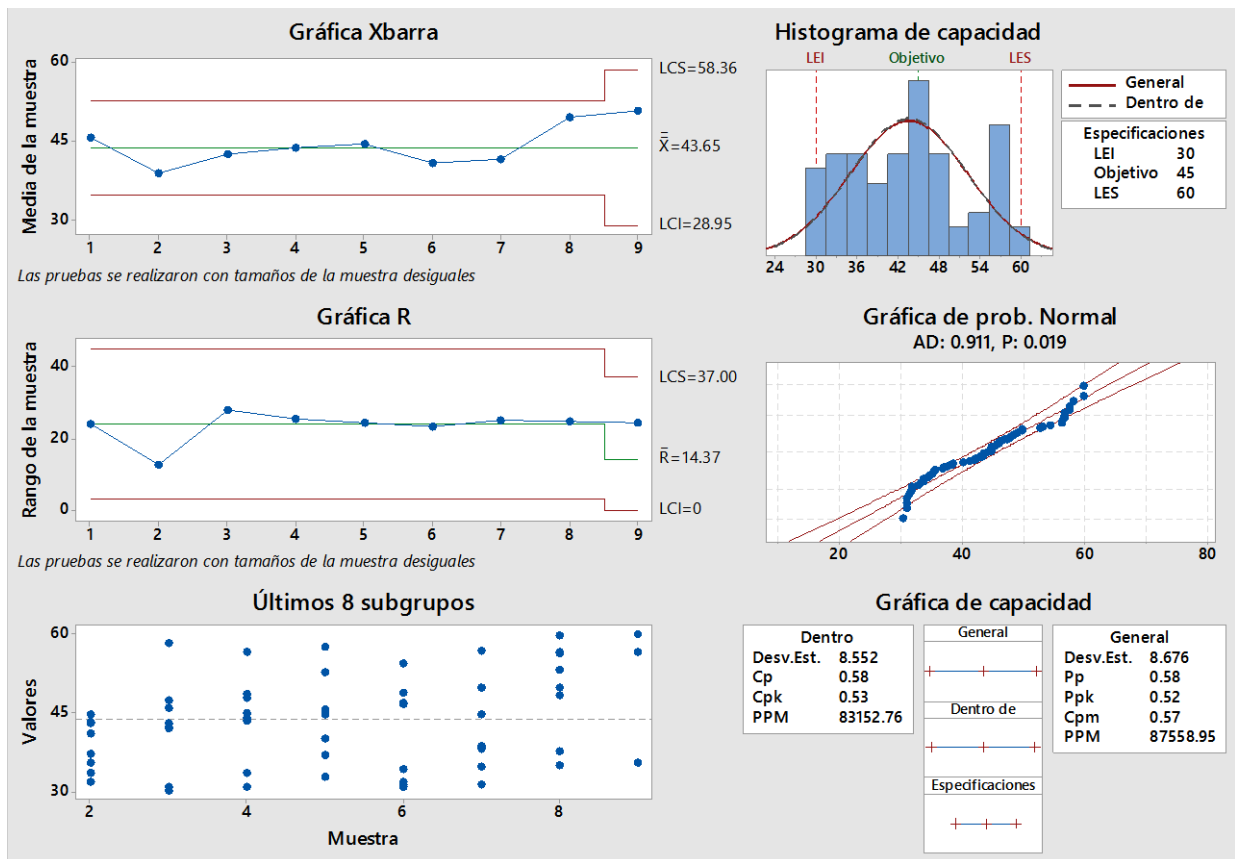 Gráfica Xbarra
Media de la muestra
60
45
30
1 2 3 4 5 6 7 8 9
LCS=58.36
X=43.65
LCI=28.95
Las pruebas se realizaron con tamaños de la muestra desiguales
Gráfica R
Rango de la muestra
40
20
0
1 2 3 4 5 6 7 8 9
LCS=37.00
R=14.37
LCI=0
Las pruebas se realizaron con tamaños de la muestra desiguales
Últimos 8 subgrupos
Valores
60
45
30
2 4 6 8
Muestra
Histograma de capacidad
LEI Objetivo LES
24 30 36 42 48 54 60
General
Dentro de
Especificaciones
LEI 30
Objetivo 45
LES 60
Gráfica de prob. Normal
AD: 0.911, P: 0.019
20 40 60 80
Gráfica de capacidad
Dentro
Desv.Est. 8.552
Cp 0.58
Cpk 0.53
PPM 83152.76
General
Dentro de
Especificaciones
General
Desv.Est. 8.676
Pp 0.58
Ppk 0.52
Cpm 0.57
PPM 87558.95